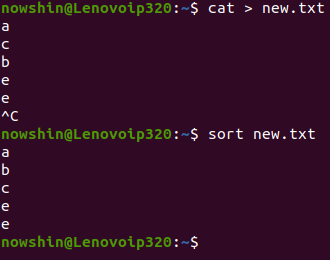 nowshin@Lenovoip320:~$ cat > new.txt
a
c
b
e
e
^C
nowshin@Lenovoip320:~$ sort new.txt
a
b
c
e
e
nowshin@Lenovoip320:~$